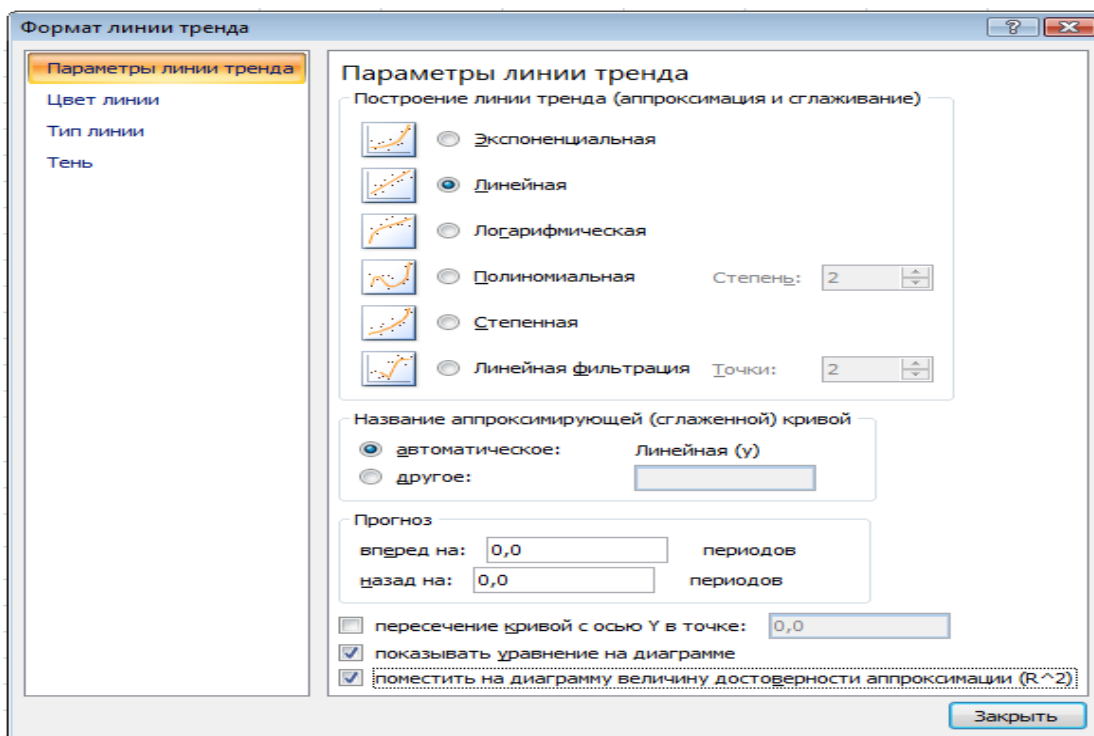 Формат линии тренда
Параметры линии тренда
Цвет линии
Тип линии
Тень
Параметры линии тренда
Построение линии тренда (аппроксимация и сглаживание)
Экспоненциальная
Линейная
Логарифмическая
Полиномиальная Степень: 2
Степенная
Линейная фильтрация Точки: 2
Название аппроксимирующей (сглаженной) кривой
автоматическое: Линейная (y)
другое:
Прогноз
вперед на: 0,0 периодов
назад на: 0,0 периодов
пересечение кривой с осью Y в точке: 0,0
показывать уравнение на диаграмме
поместить на диаграмму величину достоверности аппроксимации (R^2)
Закрыть